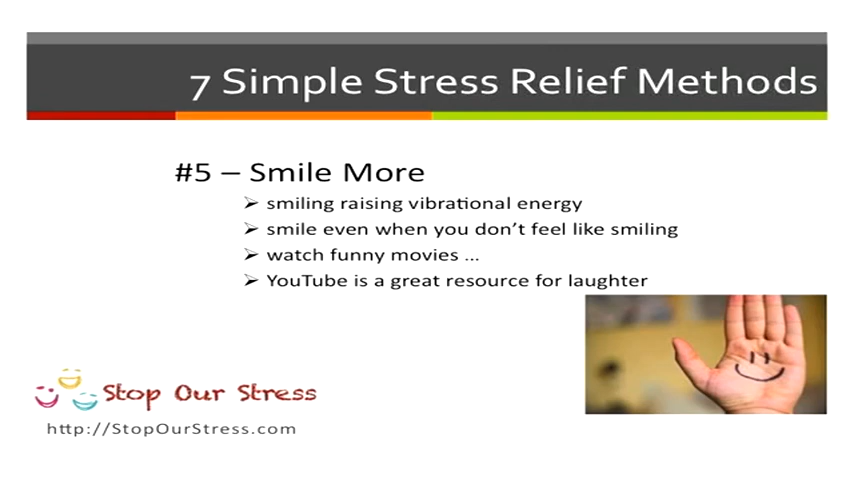 7 Simple Stress Relief Methods
#5 – Smile More
smiling raising vibrational energy
smile even when you don’t feel like smiling
watch funny movies ...
YouTube is a great resource for laughter
Stop Our Stress
http://StopOurStress.com